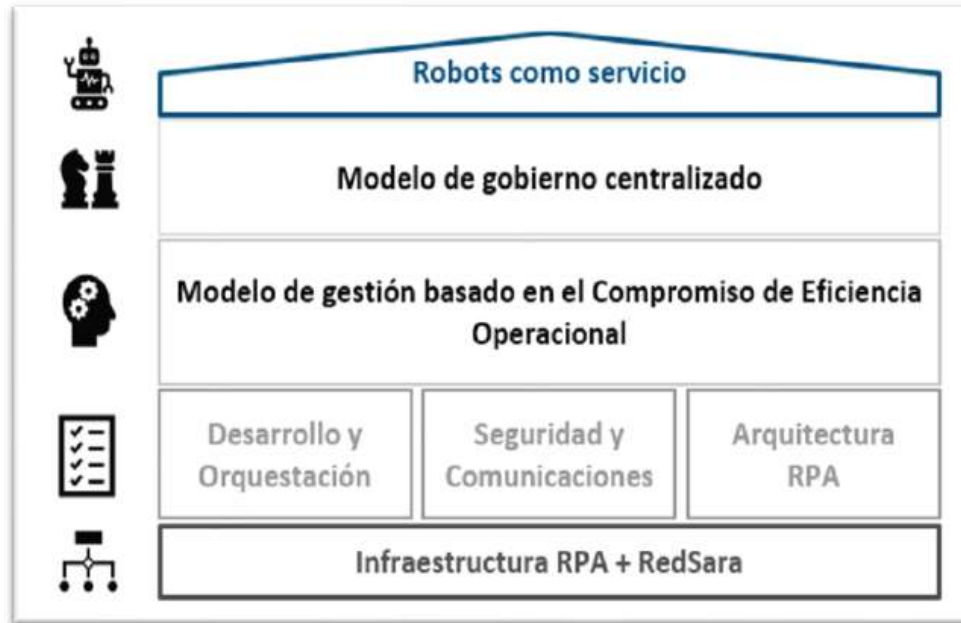 Robots como servicio
Modelo de gobierno centralizado
Modelo de gestión basado en el Compromiso de Eficiencia
Operacional
Desarrollo y
Orquestación
Seguridad y
Comunicaciones
Arquitectura
RPA
Infraestructura RPA + RedSara